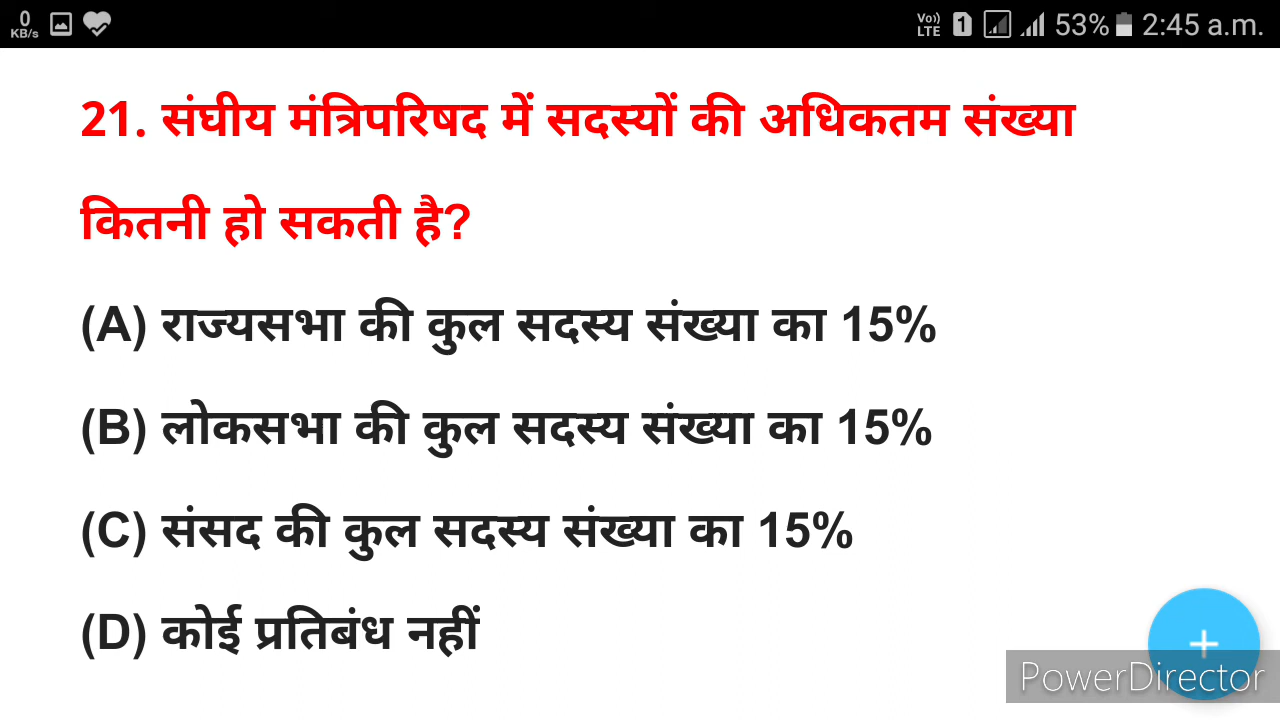 0
KB/s
Vo))
LTE
1
53%
2:45 a.m.
21. संघीय मंत्रिपरिषद में सदस्यों की अधिकतम संख्या
कितनी हो सकती है?
(A) राज्यसभा की कुल सदस्य संख्या का 15%
(B) लोकसभा की कुल सदस्य संख्या का 15%
(C) संसद की कुल सदस्य संख्या का 15%
(D) कोई प्रतिबंध नहीं
+
PowerDirector